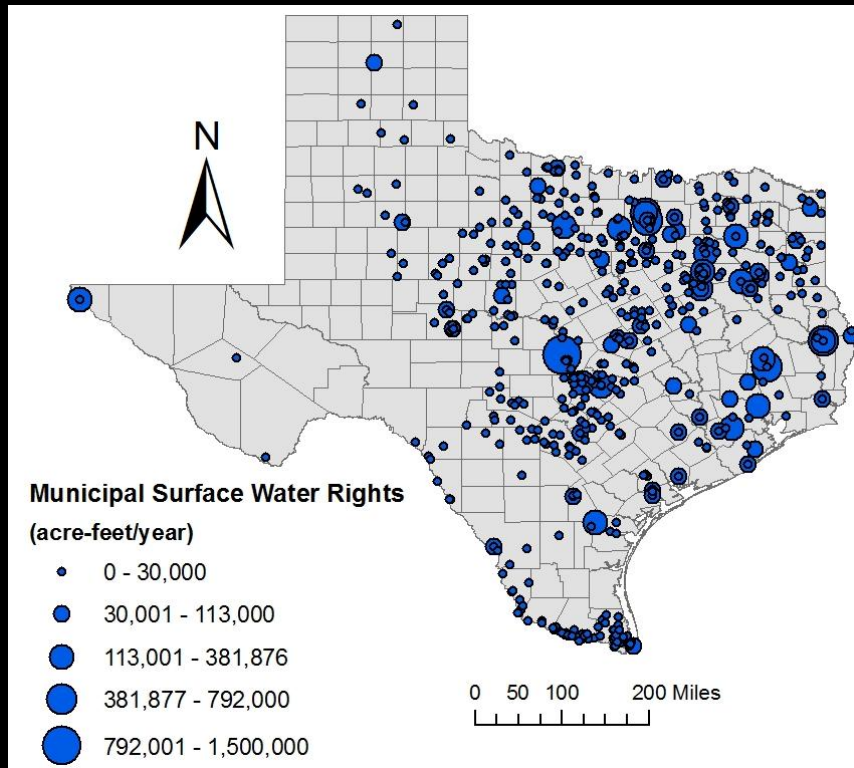 N
Municipal Surface Water Rights
(acre-feet/year)
0 - 30,000
30,001 - 113,000
113,001 - 381,876
381,877 - 792,000
792,001 - 1,500,000
0 50 100 200 Miles